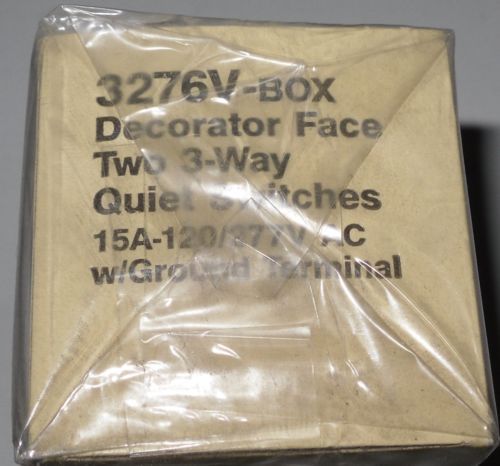 3276V-BOX
Decorator Face
Two 3-Way
Quiet Switches
15A-120/277V AC
w/Ground Terminal